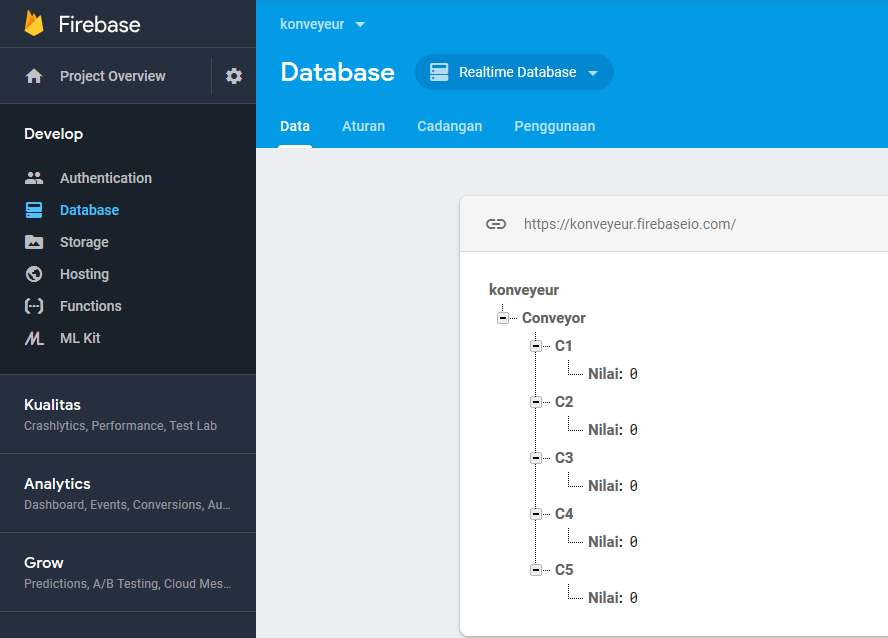 Firebase
Project Overview
Develop
Authentication
Database
Storage
Hosting
Functions
ML Kit
Kualitas
Crashlytics, Performance, Test Lab
Analytics
Dashboard, Events, Conversions, Au...
Grow
Predictions, A/B Testing, Cloud Mes...
konveyeur
Database
Realtime Database
Data Aturan Cadangan Penggunaan
https://konveyeur.firebaseio.com/
konveyeur
Conveyor
C1
Nilai: 0
C2
Nilai: 0
C3
Nilai: 0
C4
Nilai: 0
C5
Nilai: 0